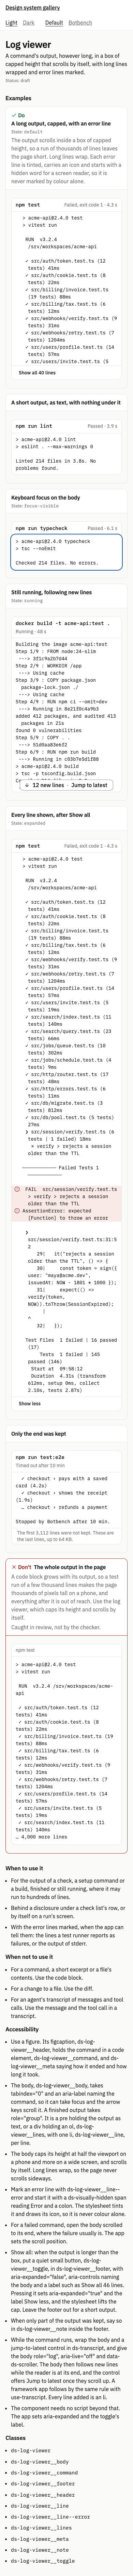 Design system gallery
Light Dark Default Botbench
Log viewer
A command's output, however long, in a box of
capped height that scrolls by itself, with long lines
wrapped and error lines marked.
Status: draft
Examples
✓ Do
A long output, capped, with an error line
State: default
The output scrolls inside a box of capped
height, so a run of thousands of lines leaves
the page short. Long lines wrap. Each error
line is tinted, carries an icon and starts with a
hidden word for a screen reader, so it is
never marked by colour alone.
npm test Failed, exit code 1 · 4.3 s
> acme-api@2.4.0 test
> vitest run
RUN v3.2.4
/srv/workspaces/acme-api
✓ src/auth/token.test.ts (12
tests) 41ms
✓ src/auth/cookie.test.ts (8
tests) 22ms
✓ src/billing/invoice.test.ts
(19 tests) 88ms
✓ src/billing/tax.test.ts (6
tests) 12ms
✓ src/webhooks/verify.test.ts (9
tests) 31ms
✓ src/webhooks/retry.test.ts (7
tests) 1204ms
✓ src/users/profile.test.ts (14
tests) 57ms
✓ src/users/invite.test.ts (5
Show all 40 lines
A short output, as text, with nothing under it
npm run lint Passed · 3.9 s
> acme-api@2.4.0 lint
> eslint . --max-warnings 0
Linted 214 files in 3.8s. No
problems found.
Keyboard focus on the body
State: focus-visible
npm run typecheck Passed · 6.1 s
> acme-api@2.4.0 typecheck
> tsc --noEmit
Checked 214 files. No errors.
Still running, following new lines
State: running
docker build -t acme-api:test .
Running · 48 s
Building the image acme-api:test
Step 1/9 : FROM node:24-slim
Step 2/9 : WORKDIR /app
---> Using cache
Step 3/9 : COPY package.json
package-lock.json ./
---> Using cache
Step 4/9 : RUN npm ci --omit=dev
added 412 packages, and audited 413
packages in 21s
found 0 vulnerabilities
Step 5/9 : COPY . .
Step 6/9 : RUN npm run build
> acme-api@2.4.0 build
↓ 12 new lines · Jump to latest
Every line shown, after Show all
State: expanded
npm test Failed, exit code 1 · 4.3 s
> acme-api@2.4.0 test
> vitest run
RUN v3.2.4
/srv/workspaces/acme-api
✓ src/auth/token.test.ts (12
tests) 41ms
✓ src/auth/cookie.test.ts (8
tests) 22ms
✓ src/billing/invoice.test.ts
(19 tests) 88ms
✓ src/billing/tax.test.ts (6
tests) 12ms
✓ src/webhooks/verify.test.ts (9
tests) 31ms
✓ src/webhooks/retry.test.ts (7
tests) 1204ms
✓ src/users/profile.test.ts (14
tests) 57ms
✓ src/users/invite.test.ts (5
tests) 19ms
✓ src/search/index.test.ts (11
tests) 140ms
✓ src/search/query.test.ts (23
tests) 66ms
✓ src/jobs/queue.test.ts (10
tests) 302ms
✓ src/jobs/schedule.test.ts (4
tests) 9ms
✓ src/http/router.test.ts (17
tests) 48ms
✓ src/http/errors.test.ts (6
tests) 11ms
✓ src/db/migrate.test.ts (3
tests) 812ms
✓ src/db/pool.test.ts (5 tests)
27ms
❯ src/session/verify.test.ts (6
tests | 1 failed) 18ms
× verify > rejects a session
older than the TTL
Failed Tests 1
FAIL src/session/verify.test.ts
> verify > rejects a session
older than the TTL
AssertionError: expected
[Function] to throw an error
❯
src/session/verify.test.ts:31:5
2
29| it("rejects a session
older than the TTL", () => {
30| const token = sign({
user: "maya@acme.dev",
issuedAt: NOW - 1801 * 1000 });
31| expect(() =>
verify(token,
NOW)).toThrow(SessionExpired);
|
^
32| });
Test Files 1 failed | 16 passed
(17)
Tests 1 failed | 145
passed (146)
Start at 09:58:12
Duration 4.31s (transform
612ms, setup 0ms, collect
2.10s, tests 2.87s)
Show less
Only the end was kept
npm run test:e2e
Timed out after 10 min
✓ checkout › pays with a saved
card (4.2s)
✓ checkout › shows the receipt
(1.9s)
… checkout › refunds a payment
Stopped by Botbench after 10 min.
The first 3,112 lines were not kept. These are
the last lines, up to 64 KB.
✕ Don't The whole output in the page
A code block grows with its output, so a test
run of a few thousand lines makes the page
thousands of pixels tall on a phone, and
everything after it is out of reach. Use the log
viewer, which caps its height and scrolls by
itself.
Caught in review, not by the checker.
npm test
> acme-api@2.4.0 test
> vitest run
RUN v3.2.4 /srv/workspaces/acme-
api
✓ src/auth/token.test.ts (12
tests) 41ms
✓ src/auth/cookie.test.ts (8
tests) 22ms
✓ src/billing/invoice.test.ts (19
tests) 88ms
✓ src/billing/tax.test.ts (6
tests) 12ms
✓ src/webhooks/verify.test.ts (9
tests) 31ms
✓ src/webhooks/retry.test.ts (7
tests) 1204ms
✓ src/users/profile.test.ts (14
tests) 57ms
✓ src/users/invite.test.ts (5
tests) 19ms
✓ src/search/index.test.ts (11
tests) 140ms
… 4,000 more lines
When to use it
• For the output of a check, a setup command
or a build, finished or still running, where it may
run to hundreds of lines.
• Behind a disclosure under a check list's row, or
by itself on a run's screen.
• With the error lines marked, when the app can
tell them: the lines a test runner reports as
failures, or the output of stderr.
When not to use it
• For a command, a short excerpt or a file's
contents. Use the code block.
• For a change to a file. Use the diff.
• For an agent's transcript of messages and tool
calls. Use the message and the tool call in a
transcript.
Accessibility
• Use a figure. Its figcaption, ds-log-
viewer__header, holds the command in a code
element, ds-log-viewer__command, and ds-
log-viewer__meta saying how it ended and how
long it took.
• The body, ds-log-viewer__body, takes
tabindex="0" and an aria-label naming the
command, so it can take focus and the arrow
keys scroll it. A finished output takes
role="group". It is a pre holding the output as
text, or a div holding an ol, ds-log-
viewer__lines, with one li, ds-log-viewer__line,
per line.
• The body caps its height at half the viewport on
a phone and more on a wide screen, and scrolls
by itself. Long lines wrap, so the page never
scrolls sideways.
• Mark an error line with ds-log-viewer__line--
error and start it with a ds-visually-hidden span
reading Error and a colon. The stylesheet tints
it and draws its icon, so it is never colour alone.
• For a failed command, open the body scrolled
to its end, where the failure usually is. The app
sets the scroll position.
• Show all: when the output is longer than the
box, put a quiet small button, ds-log-
viewer__toggle, in ds-log-viewer__footer, with
aria-expanded="false", aria-controls naming
the body and a label such as Show all 46 lines.
Pressing it sets aria-expanded="true" and the
label Show less, and the stylesheet lifts the
cap. Leave the footer out for a short output.
• When only part of the output was kept, say so
in ds-log-viewer__note inside the footer.
• While the command runs, wrap the body and a
jump-to-latest control in ds-transcript, and give
the body role="log", aria-live="off" and data-
ds-scroller. The body then follows new lines
while the reader is at its end, and the control
offers Jump to latest once they scroll up. A
framework app follows by the same rule with
use-transcript. Every line added is an li.
• The component needs no script beyond that.
The app sets aria-expanded and the toggle's
label.
Classes
• ds-log-viewer
• ds-log-viewer__body
• ds-log-viewer__command
• ds-log-viewer__footer
• ds-log-viewer__header
• ds-log-viewer__line
• ds-log-viewer__line--error
• ds-log-viewer__lines
• ds-log-viewer__meta
• ds-log-viewer__note
• ds-log-viewer__toggle